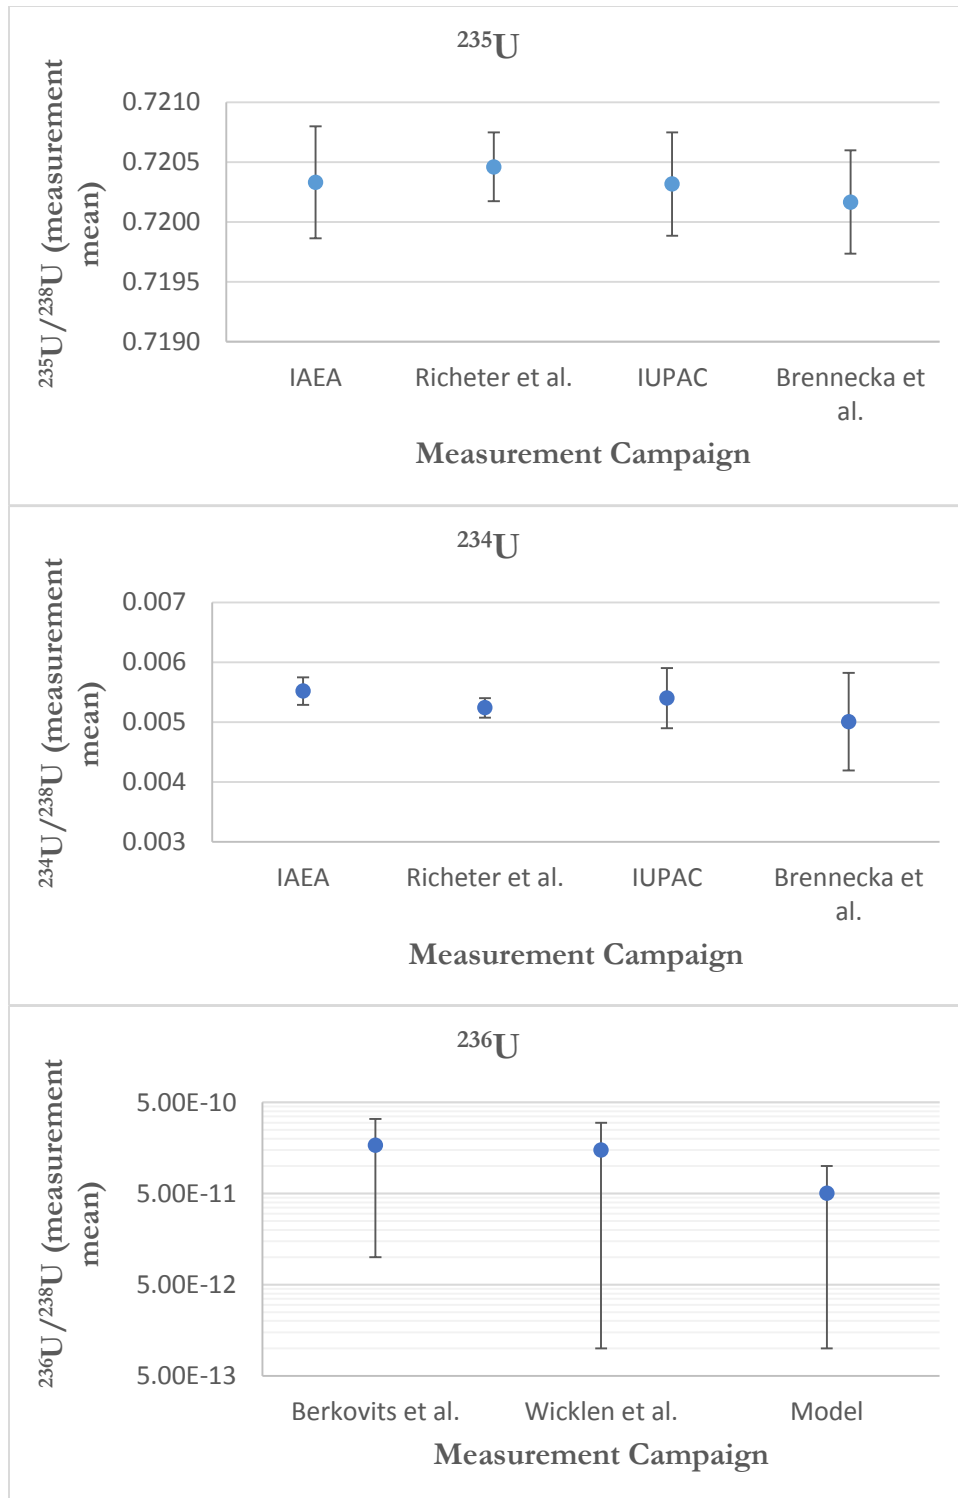 ²³⁵U
²³⁵U/²³⁸U (measurement
mean)
0.7210
0.7205
0.7200
0.7195
0.7190
IAEA Richeter et al. IUPAC Brennecka et
al.
Measurement Campaign
²³⁴U
²³⁴U/²³⁸U (measurement
mean)
0.007
0.006
0.005
0.004
0.003
IAEA Richeter et al. IUPAC Brennecka et
al.
Measurement Campaign
²³⁶U
²³⁶U/²³⁸U (measurement
mean)
5.00E-10
5.00E-11
5.00E-12
5.00E-13
Berkovits et al. Wicklen et al. Model
Measurement Campaign